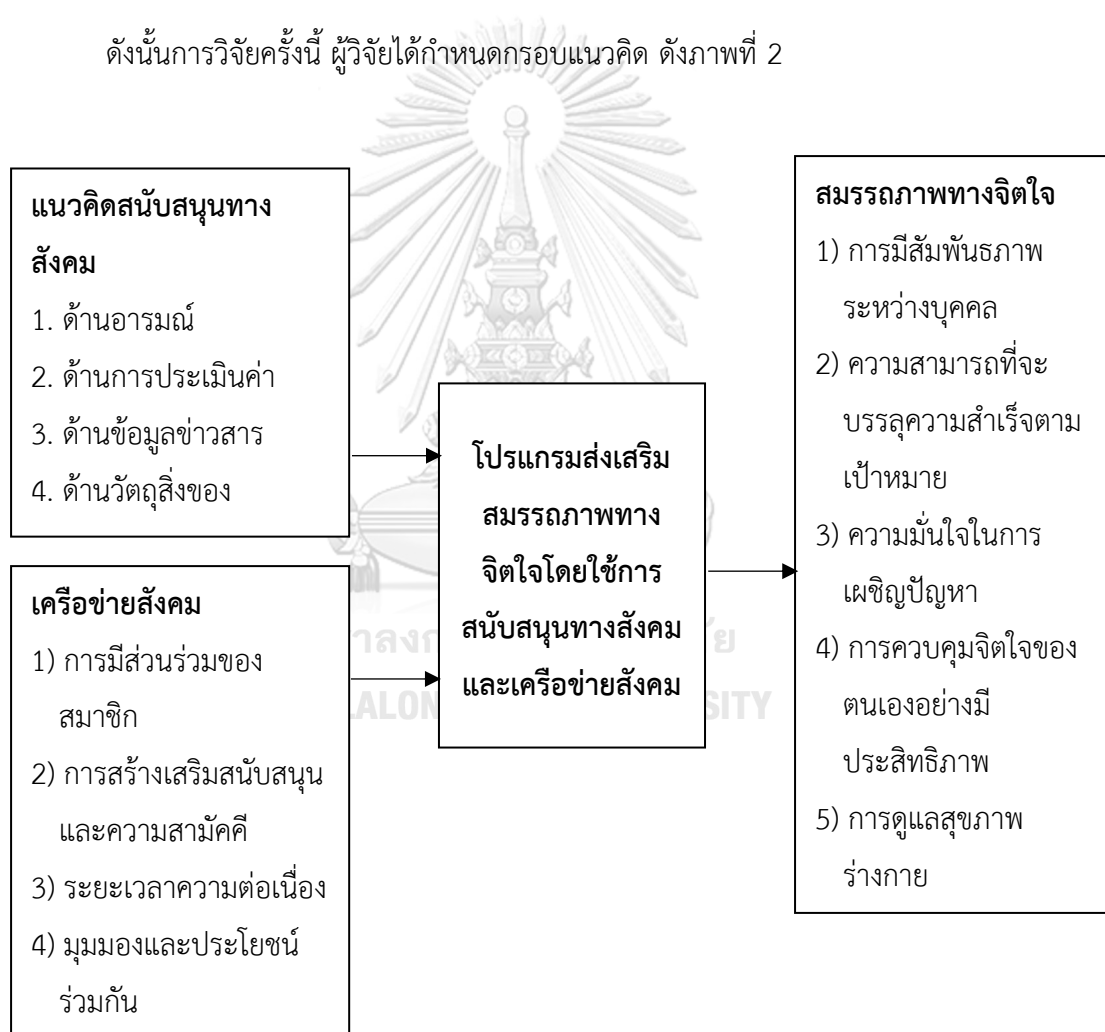 ดังนั้นการวิจัยครั้งนี้ ผู้วิจัยได้กำหนดกรอบแนวคิด ดังภาพที่ 2
แนวคิดสนับสนุนทาง
สังคม
1. ด้านอารมณ์
2. ด้านการประเมินค่า
3. ด้านข้อมูลข่าวสาร
4. ด้านวัตถุสิ่งของ
เครือข่ายสังคม
1) การมีส่วนร่วมของ
สมาชิก
2) การสร้างเสริมสนับสนุน
และความสามัคคี
3) ระยะเวลาความต่อเนื่อง
4) มุมมองและประโยชน์
ร่วมกัน
โปรแกรมส่งเสริม
สมรรถภาพทาง
จิตใจโดยใช้การ
สนับสนุนทางสังคม
และเครือข่ายสังคม
สมรรถภาพทางจิตใจ
1) การมีสัมพันธภาพ
ระหว่างบุคคล
2) ความสามารถที่จะ
บรรลุความสำเร็จตาม
เป้าหมาย
3) ความมั่นใจในการ
เผชิญปัญหา
4) การควบคุมจิตใจของ
ตนเองอย่างมี
ประสิทธิภาพ
5) การดูแลสุขภาพ
ร่างกาย